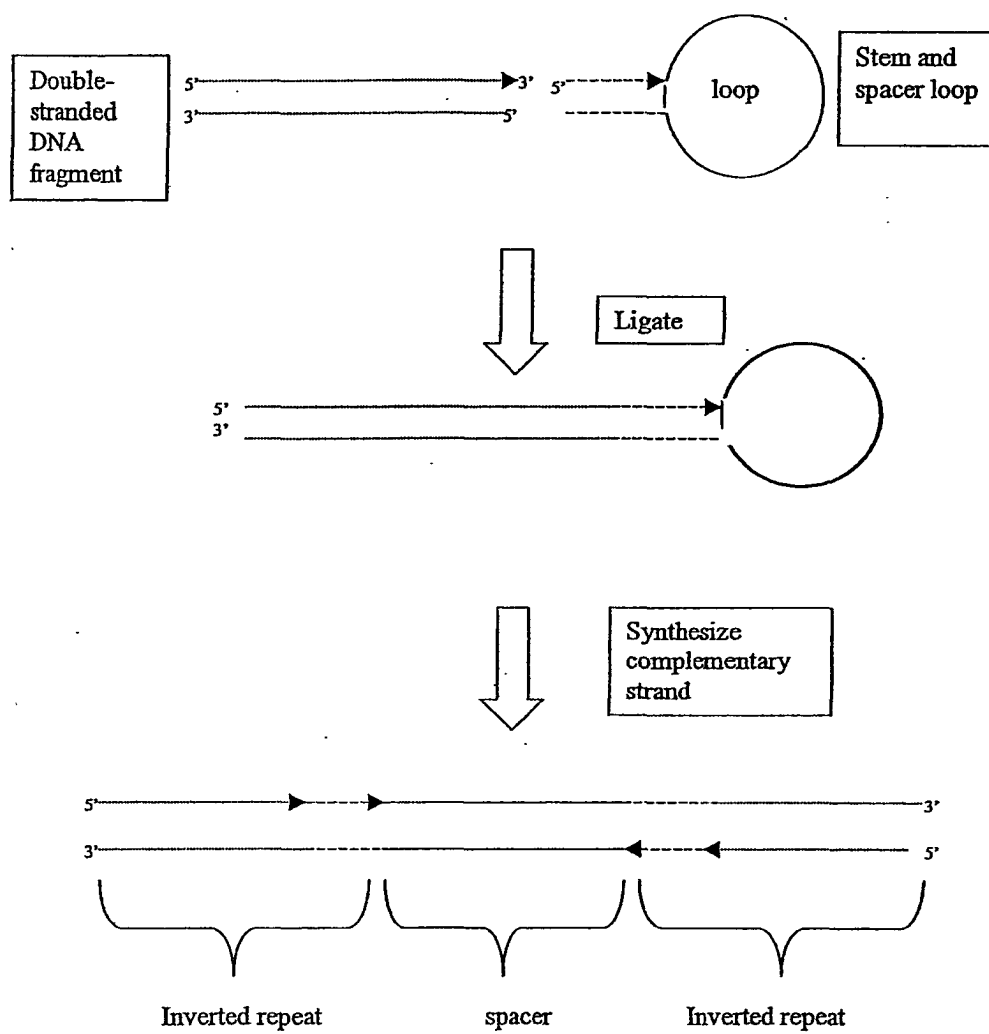 Double-
stranded
DNA
fragment
5' 3' 5'
3' 5'
loop
Stem and
spacer loop
Ligate
5'
3'
Synthesize
complementary
strand
5' 3'
3' 5'
Inverted repeat spacer Inverted repeat